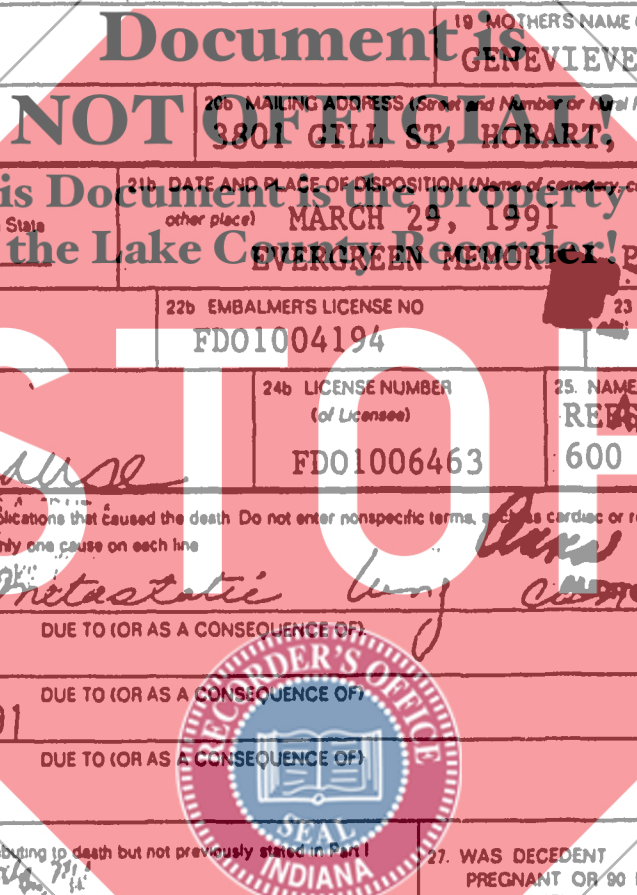 Document is
19 MOTHER'S NAME
GENEVIEVE
NOT OFFICIAL!
20b MAILING ADDRESS (Street and Number or Rural
3801 GILL ST, HOBART,
is Document is the property
21b DATE AND PLACE OF DISPOSITION (Name of cemetery,
State
other place) MARCH 29, 1991
the Lake County Recorder!
EVERGREEN MEMORIAL
22b EMBALMER'S LICENSE NO
23
FDO1004194
STOP
24b LICENSE NUMBER
25. NAME
(of Licensee)
FDO1006463
600
plications that caused the death Do not enter nonspecific terms, such as cardiac or
nly one cause on each line
metastatic lung
DUE TO (OR AS A CONSEQUENCE OF)
DUE TO (OR AS A CONSEQUENCE OF)
DUE TO (OR AS A CONSEQUENCE OF)
RECORDER'S OFFICE
SEAL
INDIANA
buting to death but not previously stated in Part I
27. WAS DECEDENT
PREGNANT OR 90